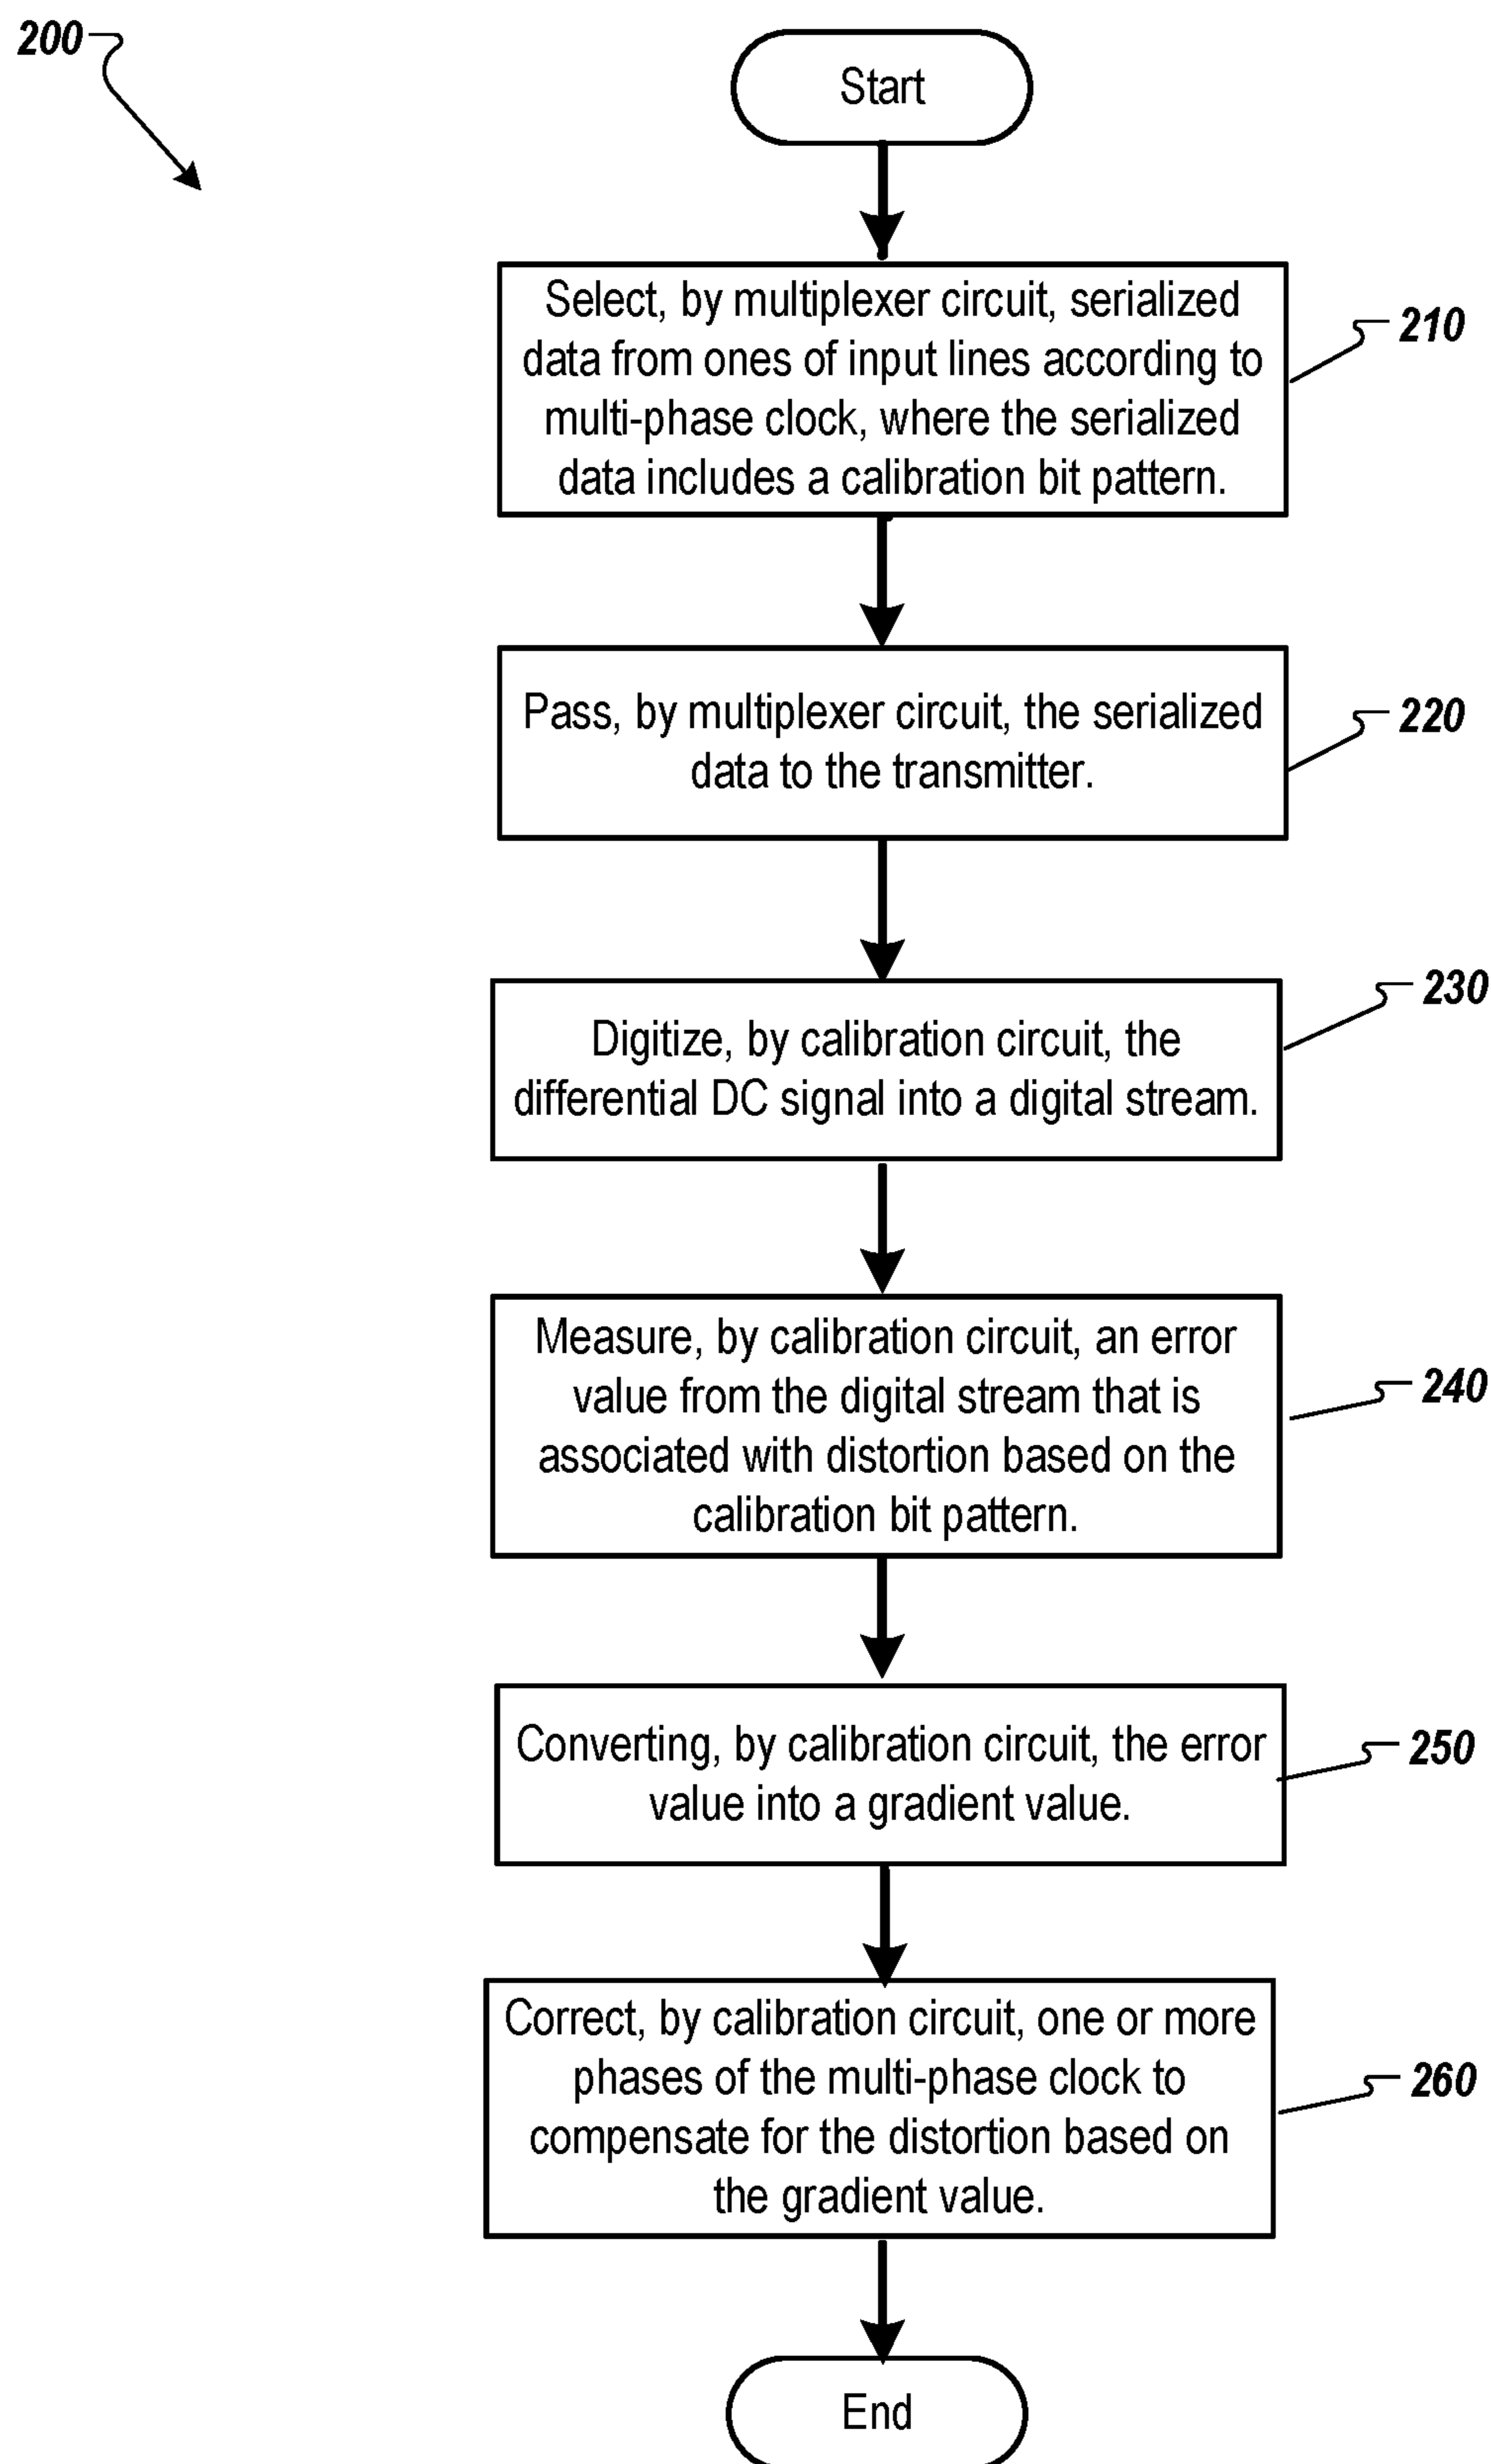 200
Start
Select, by multiplexer circuit, serialized
data from ones of input lines according to
multi-phase clock, where the serialized
data includes a calibration bit pattern.
210
Pass, by multiplexer circuit, the serialized
data to the transmitter.
220
Digitize, by calibration circuit, the
differential DC signal into a digital stream.
230
Measure, by calibration circuit, an error
value from the digital stream that is
associated with distortion based on the
calibration bit pattern.
240
Converting, by calibration circuit, the error
value into a gradient value.
250
Correct, by calibration circuit, one or more
phases of the multi-phase clock to
compensate for the distortion based on
the gradient value.
260
End